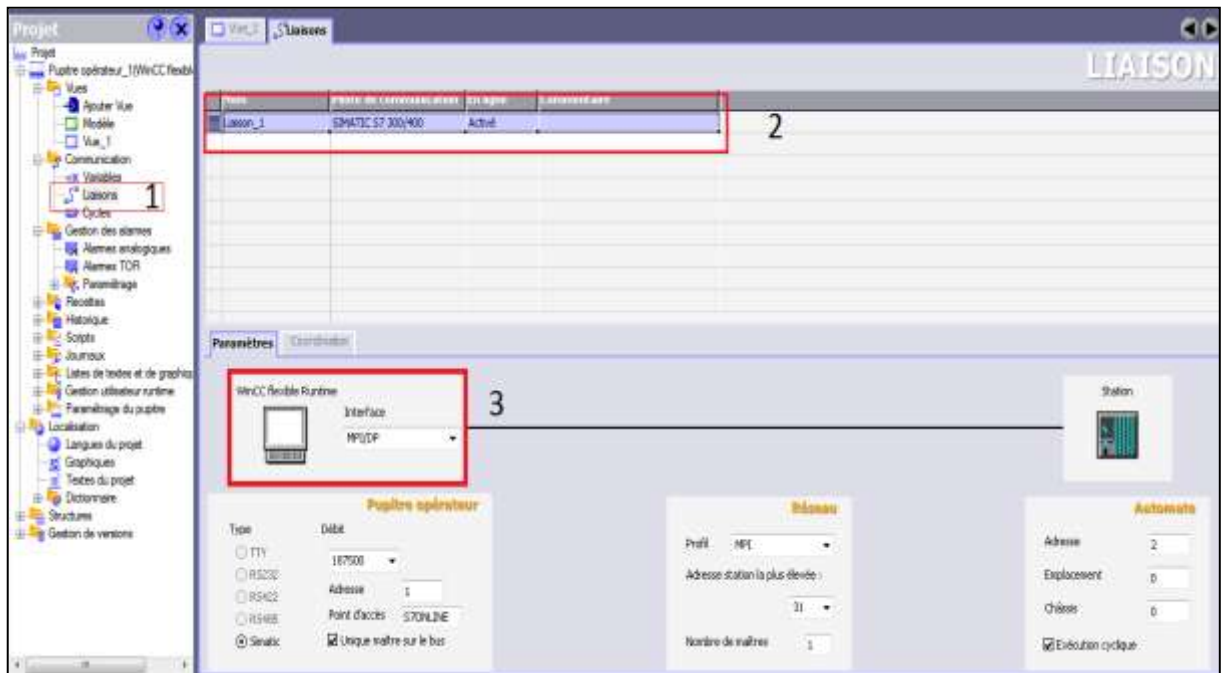 Projet
Vue_1
Liaisons
LIAISON
Projet
Pupitre opérateur_1(WinCC flexible
Vues
Ajouter Vue
Modèle
Vue_1
Communication
Variables
Liaisons
1
Cycles
Gestion des alarmes
Alarmes analogiques
Alarmes TOR
Paramétrage
Recettes
Historique
Scripts
Journaux
Listes de textes et de graphiq
Gestion utilisateur runtime
Paramétrage du pupitre
Localisation
Langues du projet
Graphiques
Textes du projet
Dictionnaire
Structures
Gestion de versions
Nom Pilote de communication En ligne Commentaire
Liaison_1 SIMATIC S7 300/400 Activé
2
Paramètres Coordination
WinCC flexible Runtime
Interface
MPI/DP
3
Station
Pupitre opérateur
Type Débit
TTY
RS232
RS422
RS485
Simatic
187500
Adresse 1
Point d'accès S7ONLINE
Unique maître sur le bus
Réseau
Profil MPI
Adresse station la plus élevée :
31
Nombre de maîtres 1
Automate
Adresse 2
Emplacement 0
Châssis 0
Exécution cyclique